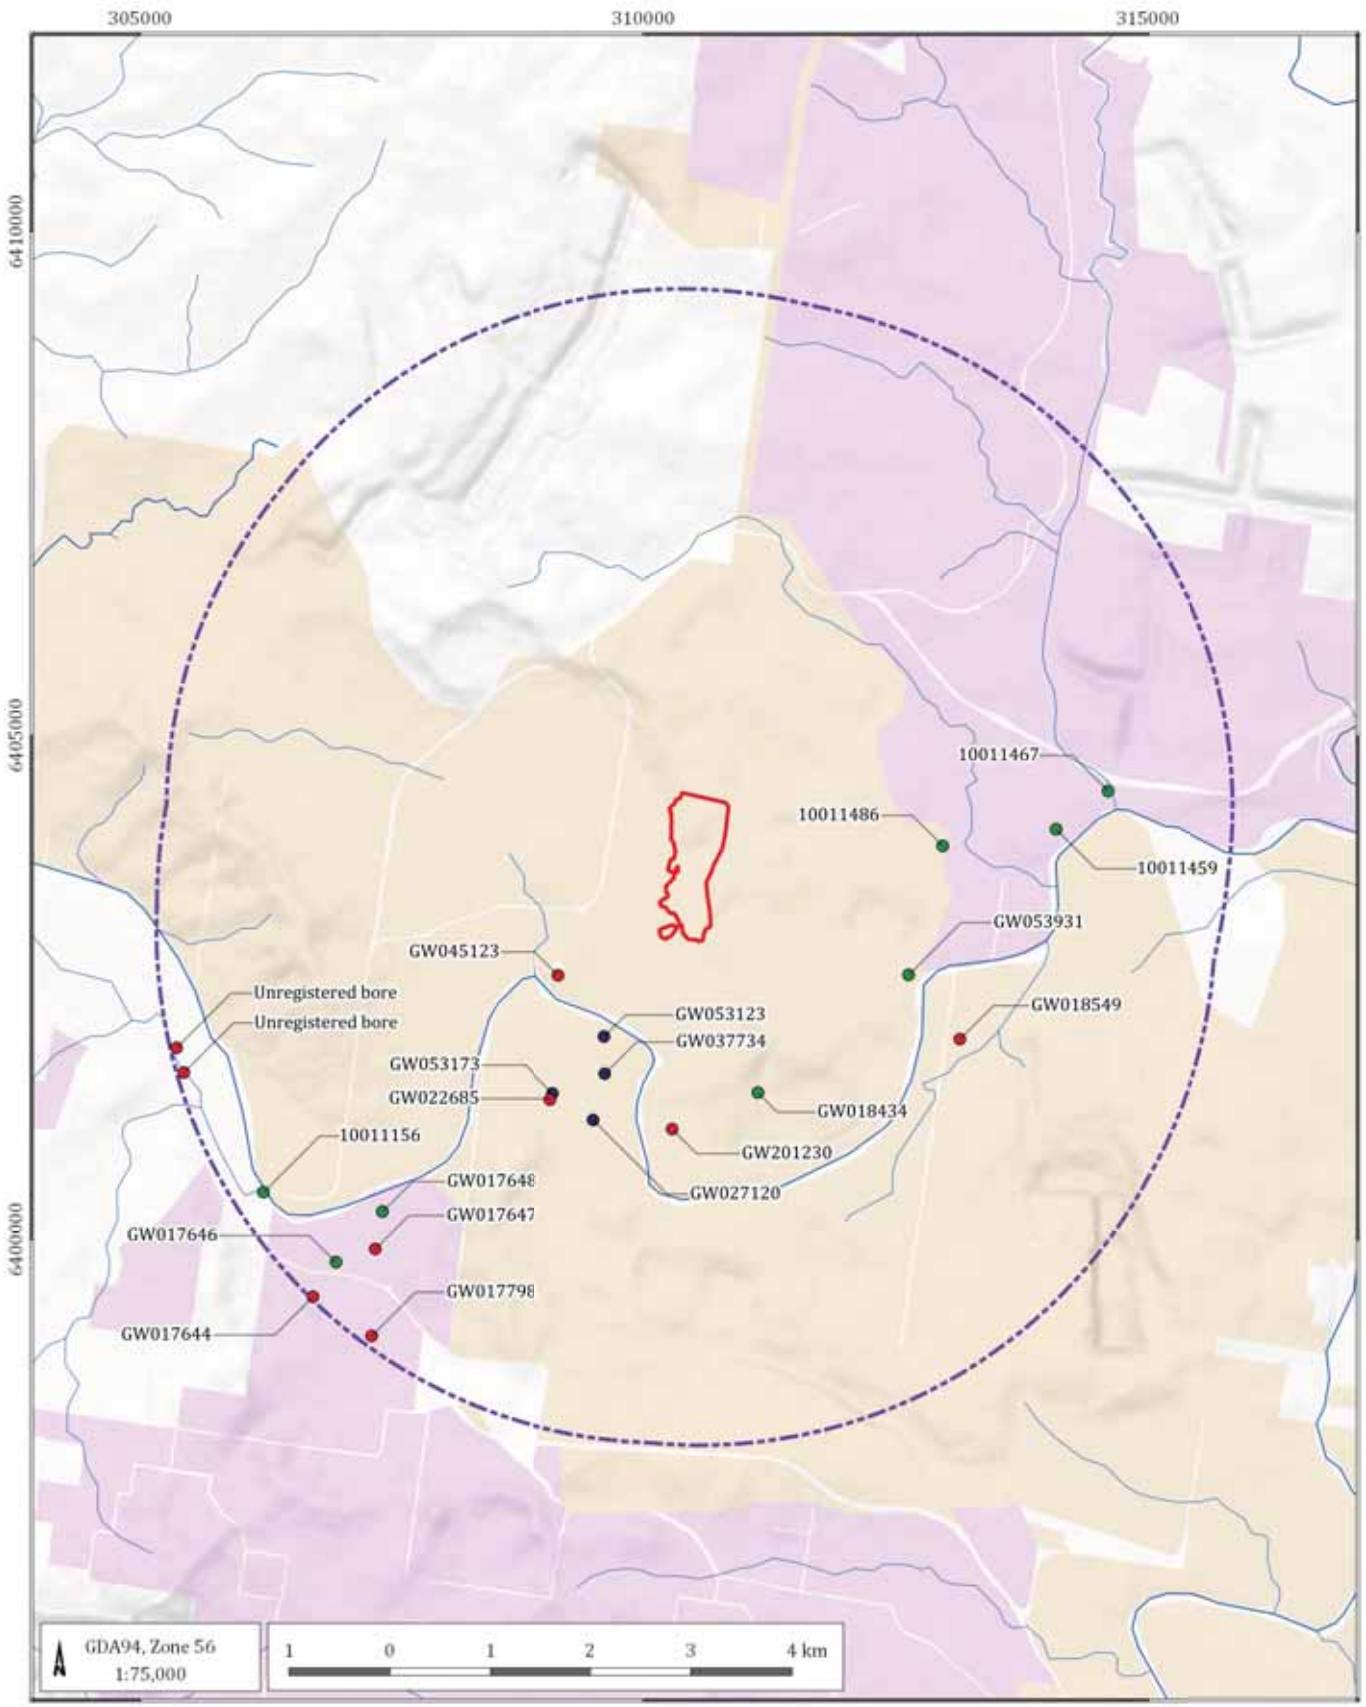 305000
310000
315000
6410000
6405000
10011467
10011486
10011459
GW053931
GW045123
Unregistered bore
GW018549
GW053123
Unregistered bore
GW037734
GW053173
GW022685
GW018434
10011156
GW201230
GW017648
GW027120
GW017647
GW017646
6400000
GW017798
GW017644
GDA94, Zone 56
1:75,000
1 0 1 2 3 4 km